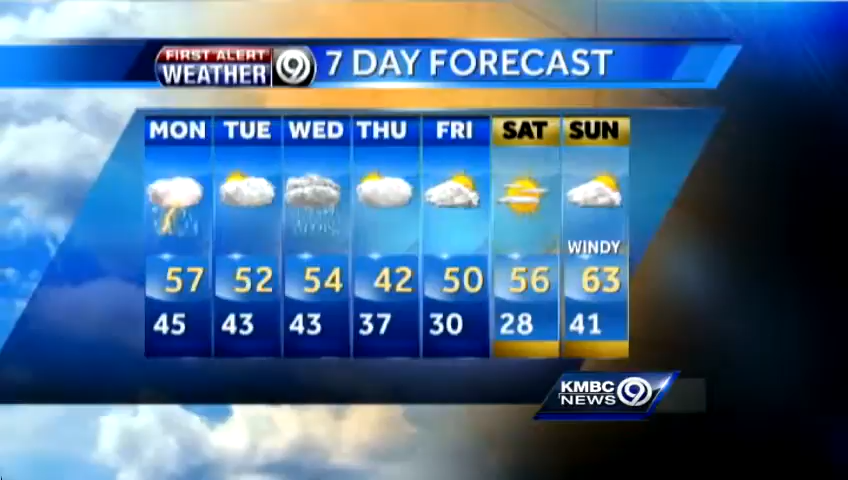 FIRST ALERT
WEATHER 9
7 DAY FORECAST
MON TUE WED THU FRI SAT SUN
WINDY
57 52 54 42 50 56 63
45 43 43 37 30 28 41
KMBC 9
NEWS